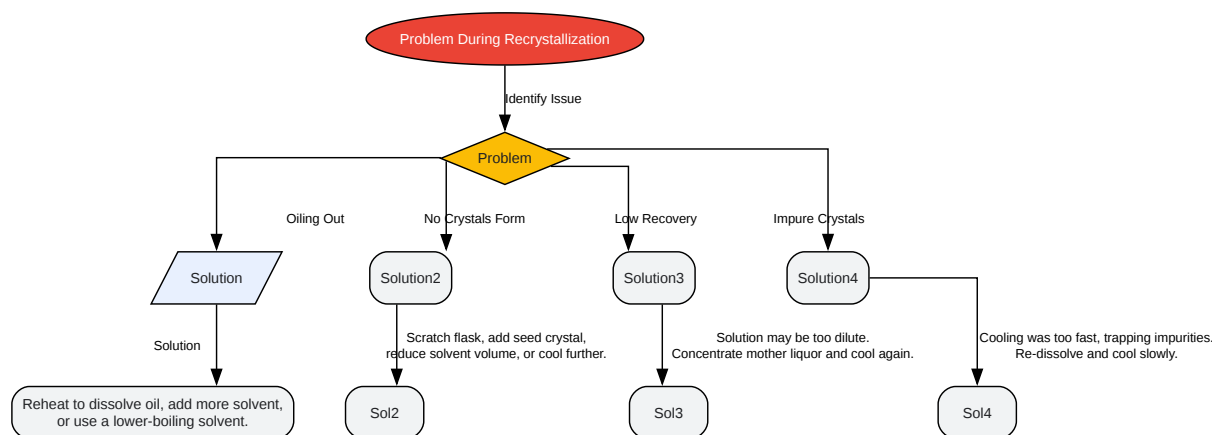 Problem During Recrystallization
Identify Issue
Problem
Oiling Out
No Crystals Form
Low Recovery
Impure Crystals
Solution
Solution2
Solution3
Solution4
Solution
Scratch flask, add seed crystal,
reduce solvent volume, or cool further.
Solution may be too dilute.
Concentrate mother liquor and cool again.
Cooling was too fast, trapping impurities.
Re-dissolve and cool slowly.
Reheat to dissolve oil, add more solvent,
or use a lower-boiling solvent.
Sol2
Sol3
Sol4